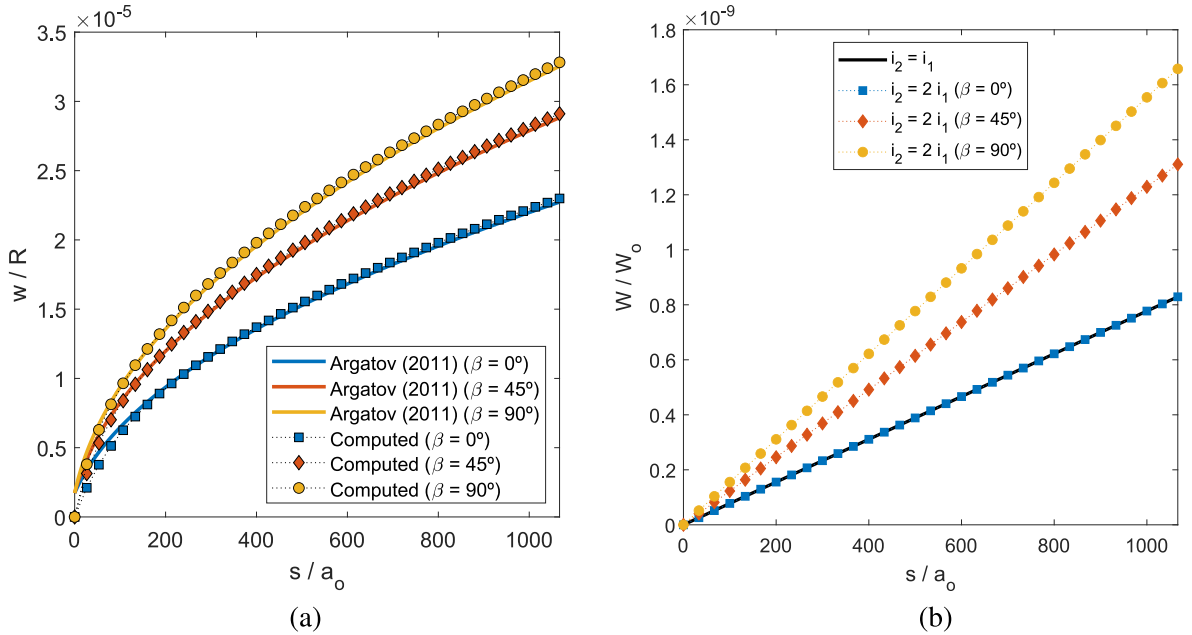 ×10⁻⁵
3.5
3
2.5
2
1.5
1
0.5
0
w / R
0 200 400 600 800 1000
s / aₒ
Argatov (2011) (β = 0º)
Argatov (2011) (β = 45º)
Argatov (2011) (β = 90º)
Computed (β = 0º)
Computed (β = 45º)
Computed (β = 90º)
(a)
×10⁻⁹
1.8
1.6
1.4
1.2
1
0.8
0.6
0.4
0.2
0
W / Wₒ
0 200 400 600 800 1000
s / aₒ
i₂ = i₁
i₂ = 2 i₁ (β = 0º)
i₂ = 2 i₁ (β = 45º)
i₂ = 2 i₁ (β = 90º)
(b)